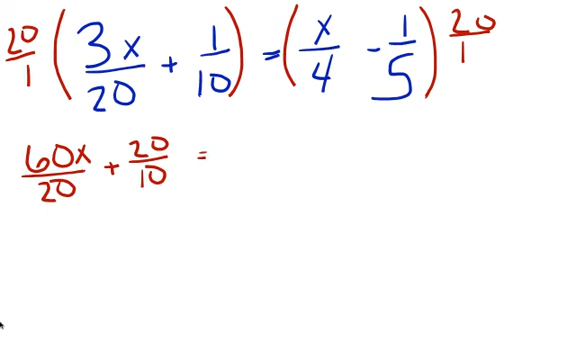 20/1 ( 3x/20 + 1/10 ) = ( x/4 - 1/5 ) 20/1
60x/20 + 20/10 =